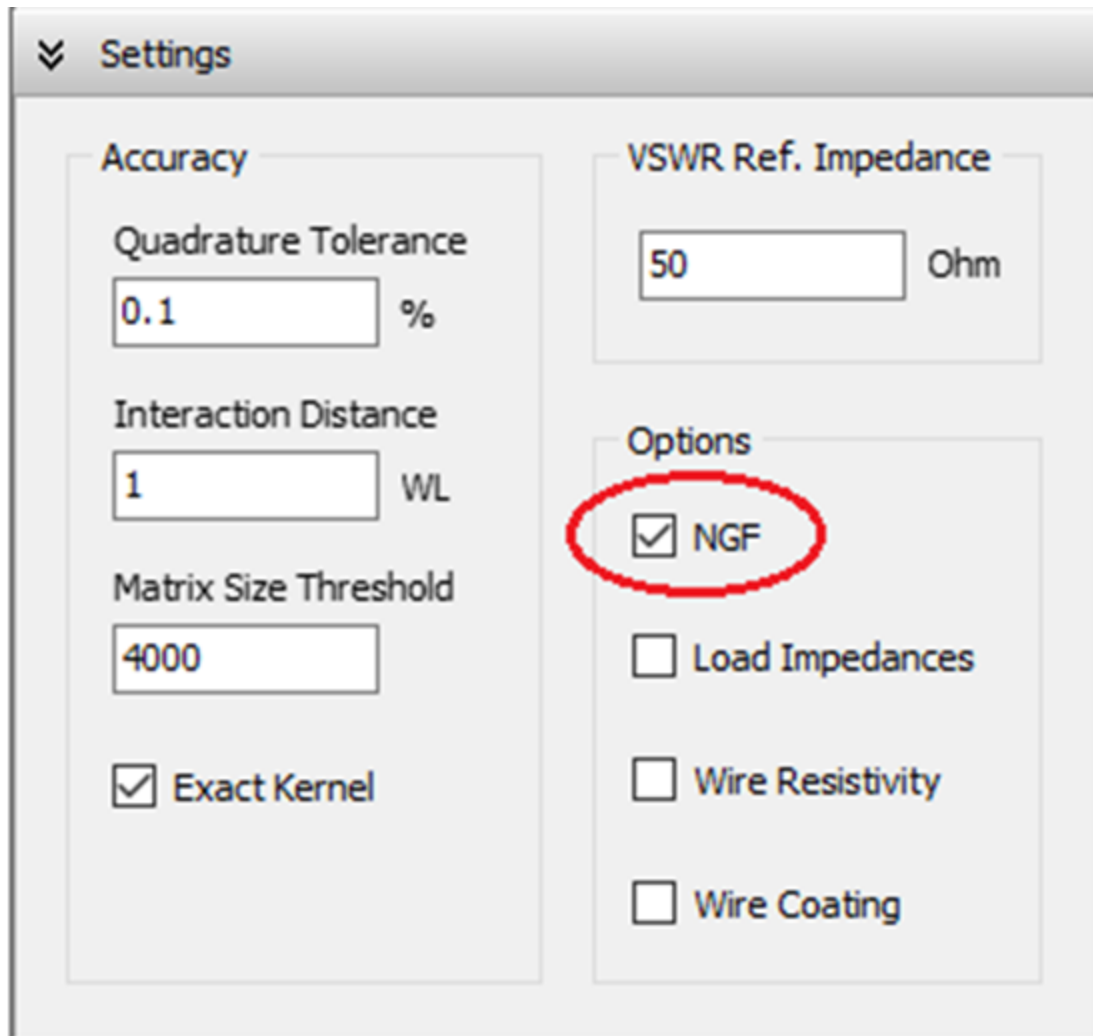 Settings
Accuracy
Quadrature Tolerance
0.1 %
Interaction Distance
1 WL
Matrix Size Threshold
4000
Exact Kernel
VSWR Ref. Impedance
50 Ohm
Options
NGF
Load Impedances
Wire Resistivity
Wire Coating